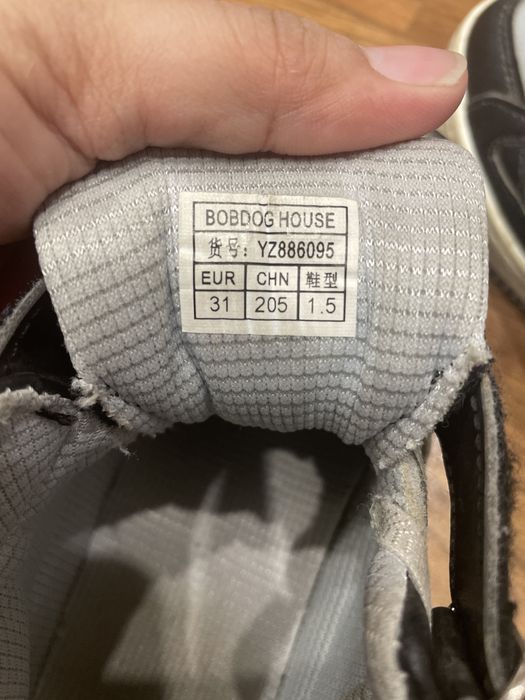 BOBDOG HOUSE
货号: YZ886095
EUR CHN 鞋型
31 205 1.5